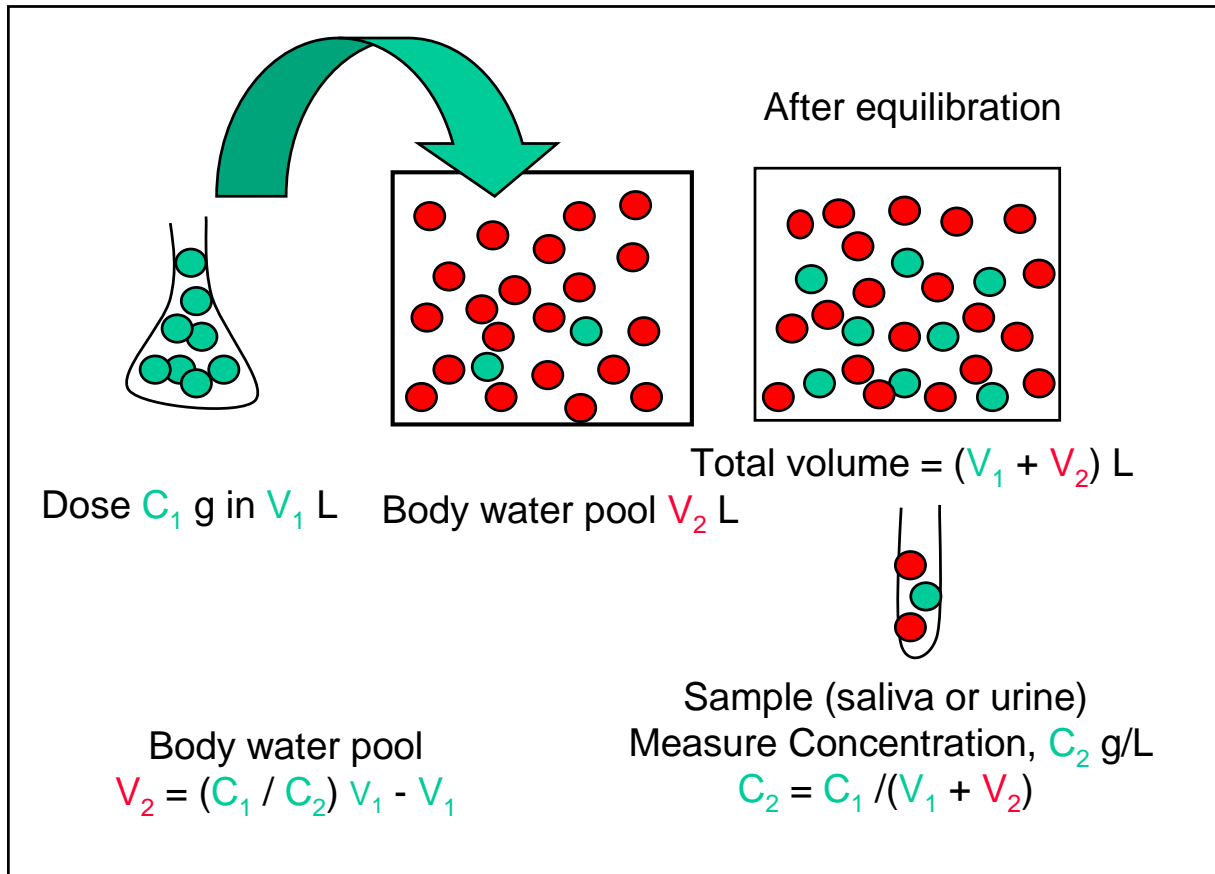 After equilibration
Dose C₁ g in V₁ L
Body water pool V₂ L
Total volume = (V₁ + V₂) L
Sample (saliva or urine)
Measure Concentration, C₂ g/L
C₂ = C₁ /(V₁ + V₂)
Body water pool
V₂ = (C₁ / C₂) V₁ - V₁